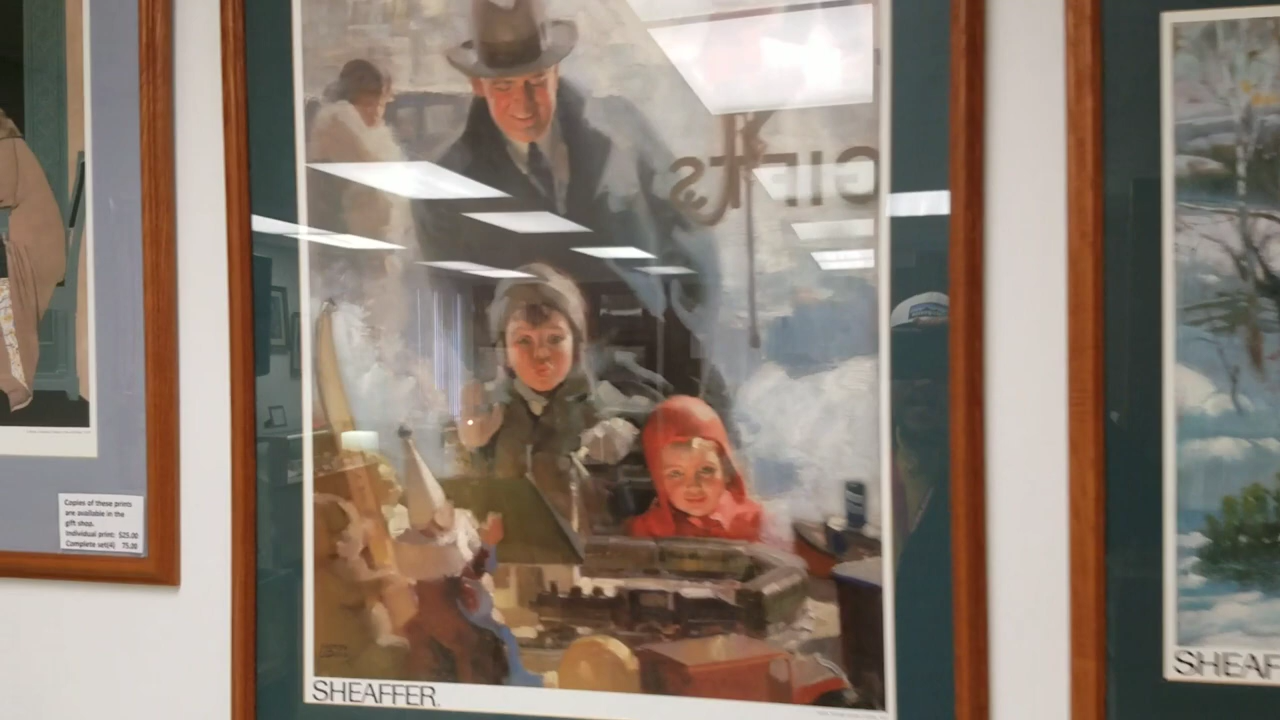 GIFts
Copies of these prints
are available in the
gift shop.
Individual print: $25.00
Complete set(4) 75.00
SHEAFFER.
SHEAF